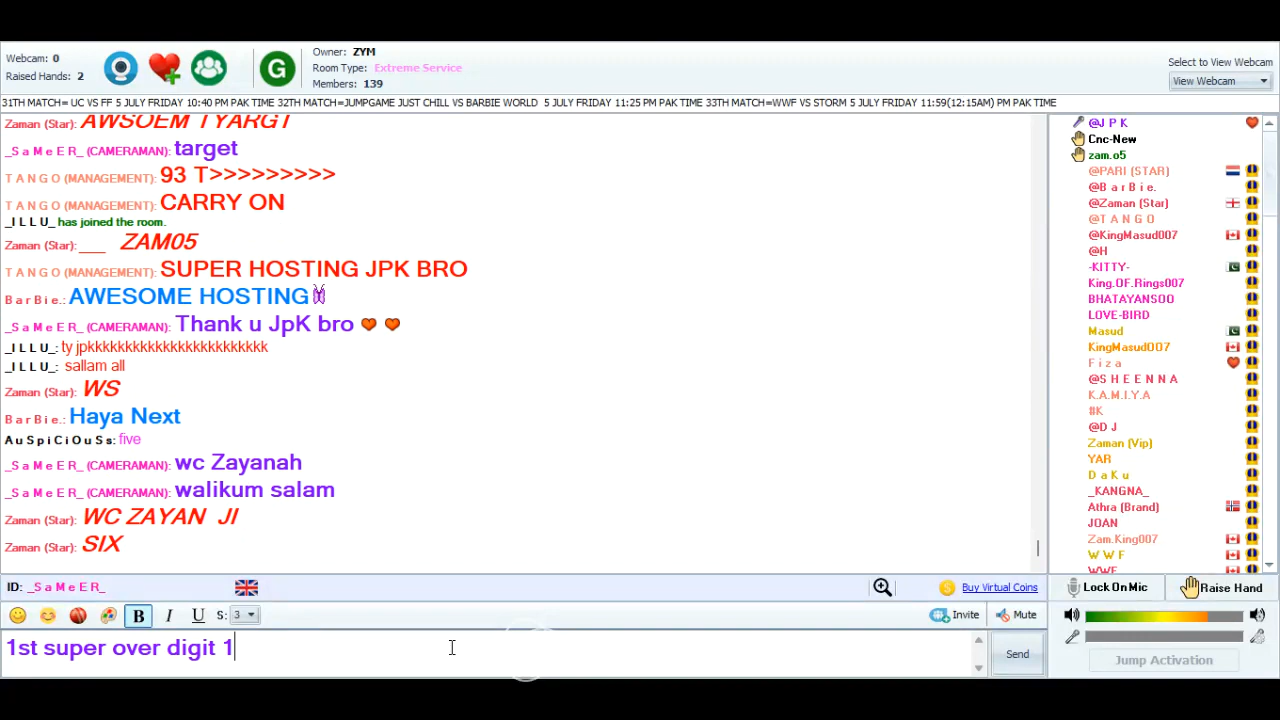 Webcam: 0
Raised Hands: 2
G
Owner: ZYM
Room Type: Extreme Service
Members: 139
Select to View Webcam
View Webcam
31TH MATCH= UC VS FF 5 JULY FRIDAY 10:40 PM PAK TIME 32TH MATCH=JUMPGAME JUST CHILL VS BARBIE WORLD 5 JULY FRIDAY 11:25 PM PAK TIME 33TH MATCH=WWF VS STORM 5 JULY FRIDAY 11:59(12:15AM) PM PAK TIME
Zaman (Star): AWSOEM TYARGT
_S a M e E R_ (CAMERAMAN): target
T A N G O (MANAGEMENT): 93 T>>>>>>>>>
T A N G O (MANAGEMENT): CARRY ON
_I L L U_ has joined the room.
Zaman (Star): ____ ZAM05
T A N G O (MANAGEMENT): SUPER HOSTING JPK BRO
B a r B i e.: AWESOME HOSTING
_S a M e E R_ (CAMERAMAN): Thank u JpK bro
_I L L U_: ty jpkkkkkkkkkkkkkkkkkkkkkkkk
_I L L U_: sallam all
Zaman (Star): WS
B a r B i e.: Haya Next
A u S p i C i O u S s: five
_S a M e E R_ (CAMERAMAN): wc Zayanah
_S a M e E R_ (CAMERAMAN): walikum salam
Zaman (Star): WC ZAYAN JI
Zaman (Star): SIX
@J P K
Cnc-New
zam.o5
@PARI (STAR)
@B a r B i e.
@Zaman (Star)
@T A N G O
@KingMasud007
@H
-KITTY-
King.OF.Rings007
BHATAYANSOO
LOVE-BIRD
Masud
KingMasud007
F i z a
@S H E E N N A
K.A.M.I.Y.A
#K
@D J
Zaman (Vip)
YAR
D a K u
_KANGNA_
Athra (Brand)
JOAN
Zam.King007
W W F
WWF
ID: _S a M e E R_
Buy Virtual Coins
Lock On Mic
Raise Hand
B I U S: 3
Invite
Mute
1st super over digit 1
Send
Jump Activation